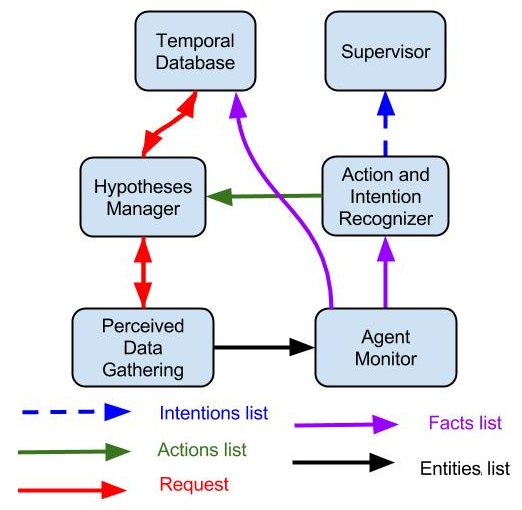 Temporal
Database
Supervisor
Hypotheses
Manager
Action and
Intention
Recognizer
Perceived
Data
Gathering
Agent
Monitor
Intentions list
Facts list
Actions list
Entities list
Request